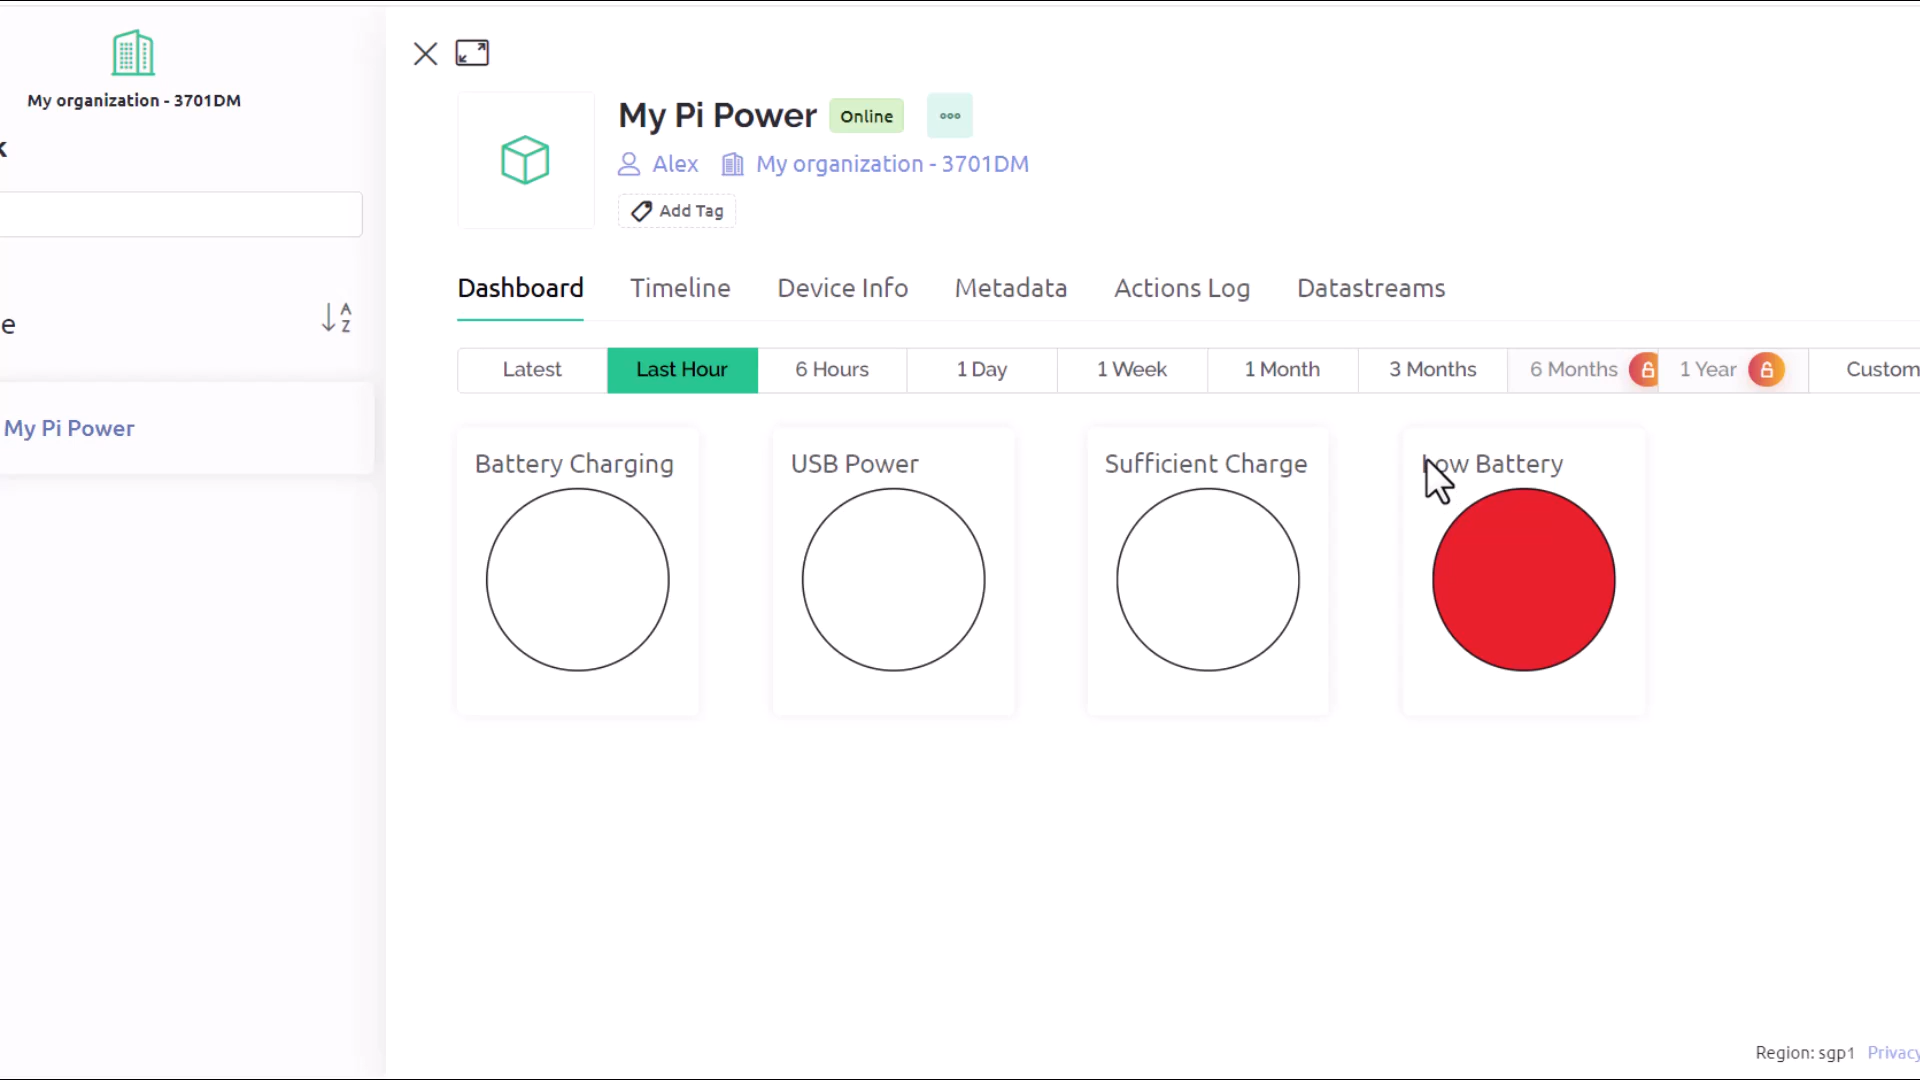 My organization - 3701DM
k
e
A
Z
My Pi Power
My Pi Power Online
Alex My organization - 3701DM
Add Tag
Dashboard Timeline Device Info Metadata Actions Log Datastreams
Latest Last Hour 6 Hours 1 Day 1 Week 1 Month 3 Months 6 Months 1 Year Custom
Battery Charging USB Power Sufficient Charge Low Battery
Region: sgp1 Privacy